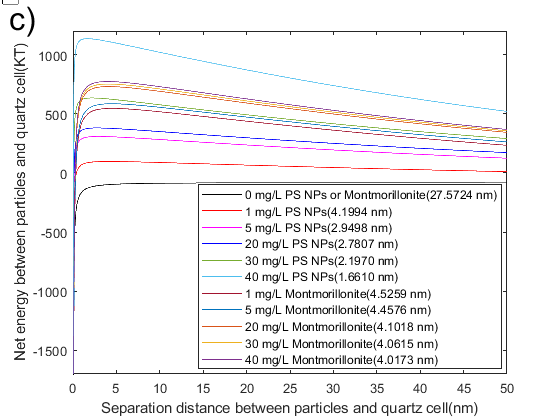 c)
Net energy between particles and quartz cell(KT)
1000
500
0
-500
-1000
-1500
0 mg/L PS NPs or Montmorillonite(27.5724 nm)
1 mg/L PS NPs(4.1994 nm)
5 mg/L PS NPs(2.9498 nm)
20 mg/L PS NPs(2.7807 nm)
30 mg/L PS NPs(2.1970 nm)
40 mg/L PS NPs(1.6610 nm)
1 mg/L Montmorillonite(4.5259 nm)
5 mg/L Montmorillonite(4.4576 nm)
20 mg/L Montmorillonite(4.1018 nm)
30 mg/L Montmorillonite(4.0615 nm)
40 mg/L Montmorillonite(4.0173 nm)
0 5 10 15 20 25 30 35 40 45 50
Separation distance between particles and quartz cell(nm)